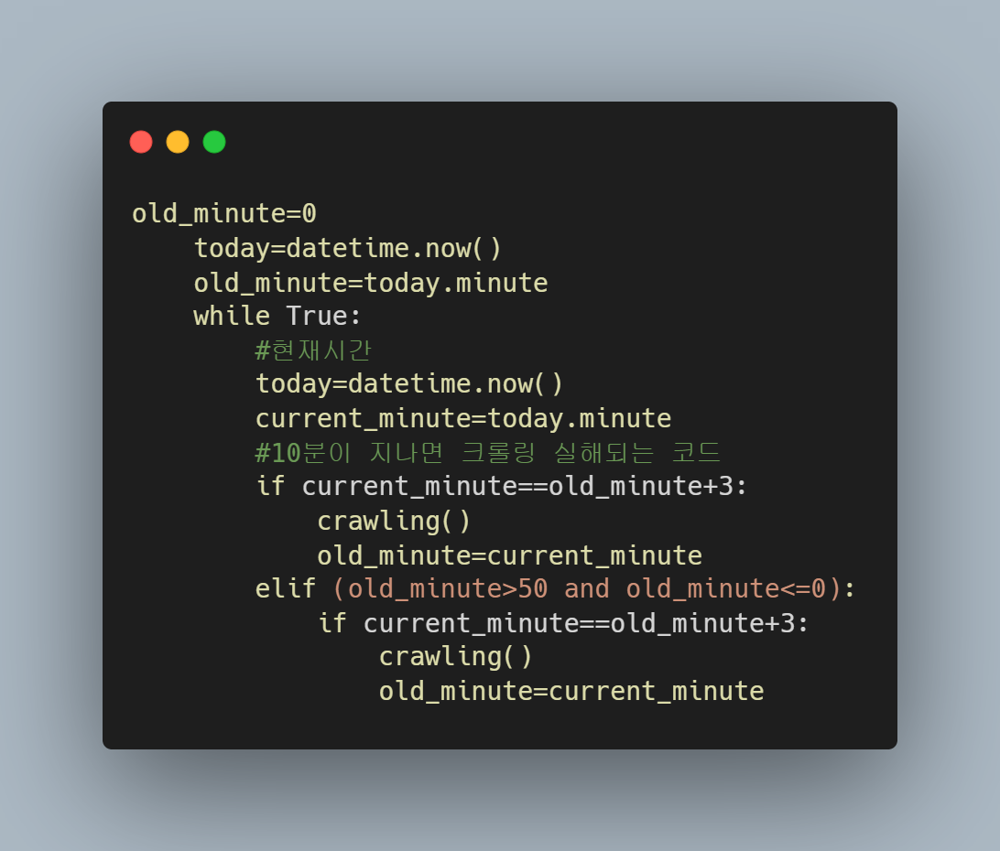 old_minute=0
    today=datetime.now()
    old_minute=today.minute
    while True:
        #현재시간
        today=datetime.now()
        current_minute=today.minute
        #10분이 지나면 크롤링 실해되는 코드
        if current_minute==old_minute+3:
            crawling()
            old_minute=current_minute
        elif (old_minute>50 and old_minute<=0):
            if current_minute==old_minute+3:
                crawling()
                old_minute=current_minute